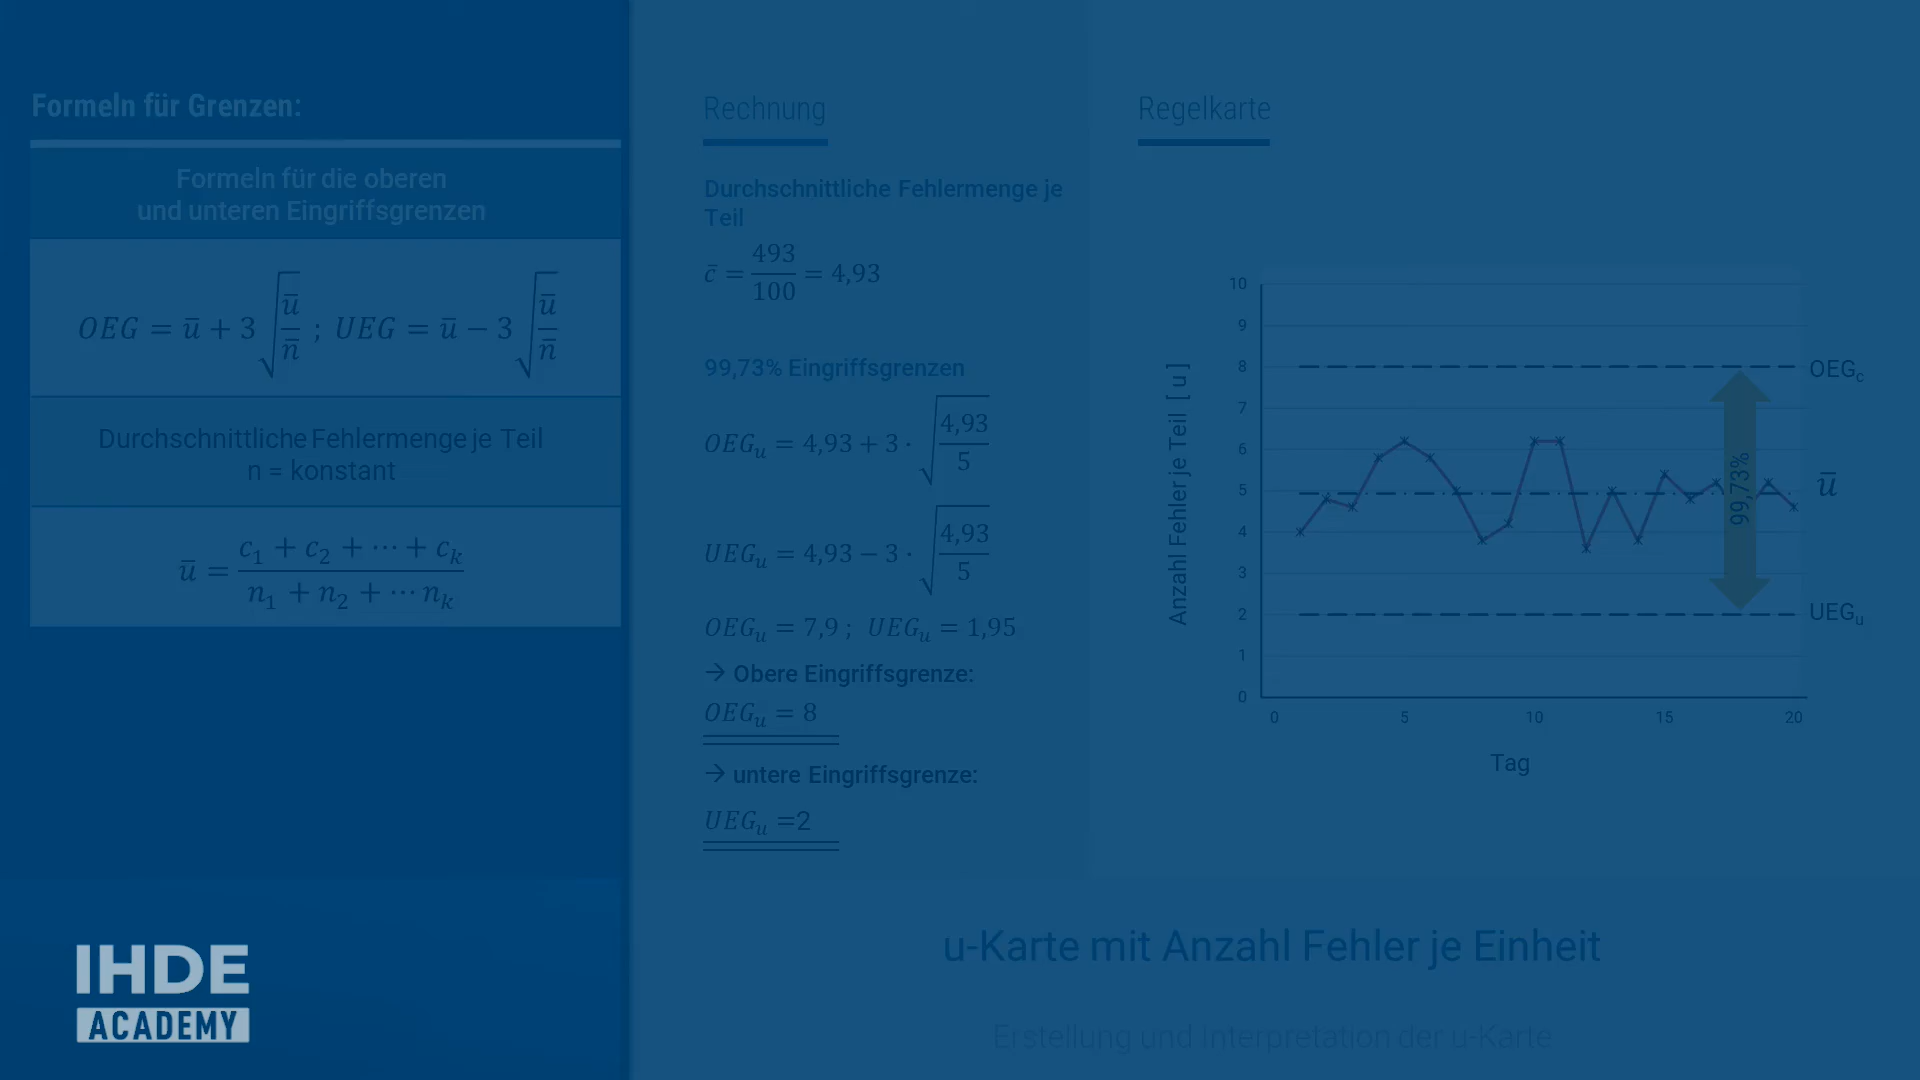 Formeln für Grenzen:
Formeln für die oberen
und unteren Eingriffsgrenzen
OEG = ū + 3 √(ū/n̄) ; UEG = ū − 3 √(ū/n̄)
Durchschnittliche Fehlermenge je Teil
n = konstant
ū = (c₁ + c₂ + ⋯ + cₖ)/(n₁ + n₂ + ⋯ nₖ)
IHDE
ACADEMY
Rechnung
Durchschnittliche Fehlermenge je
Teil
c̄ = 493/100 = 4,93
99,73% Eingriffsgrenzen
OEGᵤ = 4,93 + 3 · √(4,93/5)
UEGᵤ = 4,93 − 3 · √(4,93/5)
OEGᵤ = 7,9 ; UEGᵤ = 1,95
→ Obere Eingriffsgrenze:
OEGᵤ = 8
→ untere Eingriffsgrenze:
UEGᵤ =2
Regelkarte
Anzahl Fehler je Teil [ u ]
10
9
8
7
6
5
4
3
2
1
0
0 5 10 15 20
Tag
99,73%
OEGc
ū
UEGᵤ
u-Karte mit Anzahl Fehler je Einheit
Erstellung und Interpretation der u-Karte